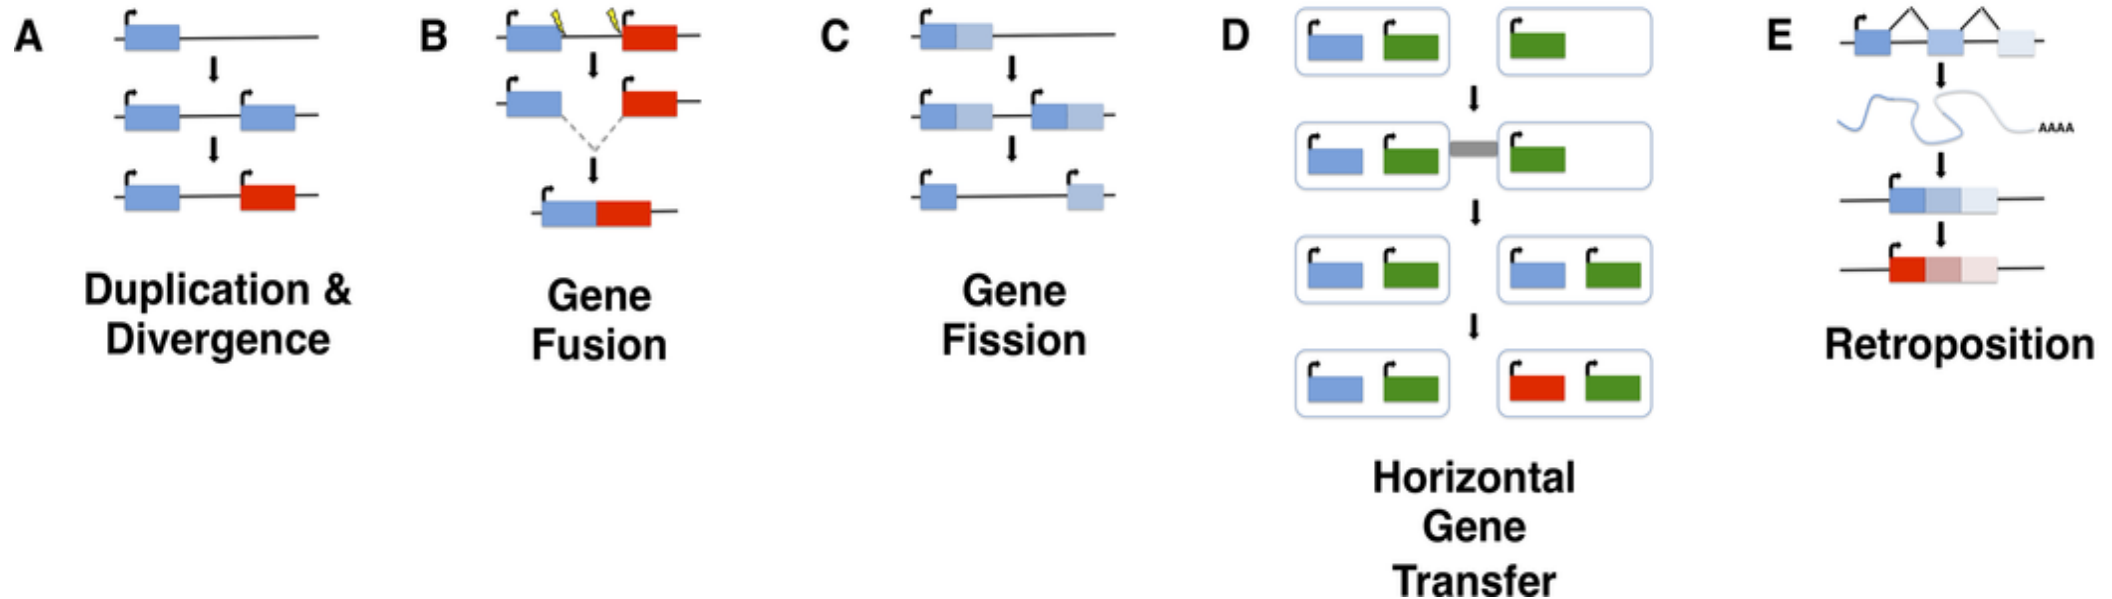 A
Duplication &
Divergence
B
Gene
Fusion
C
Gene
Fission
D
Horizontal
Gene
Transfer
E
AAAA
Retroposition